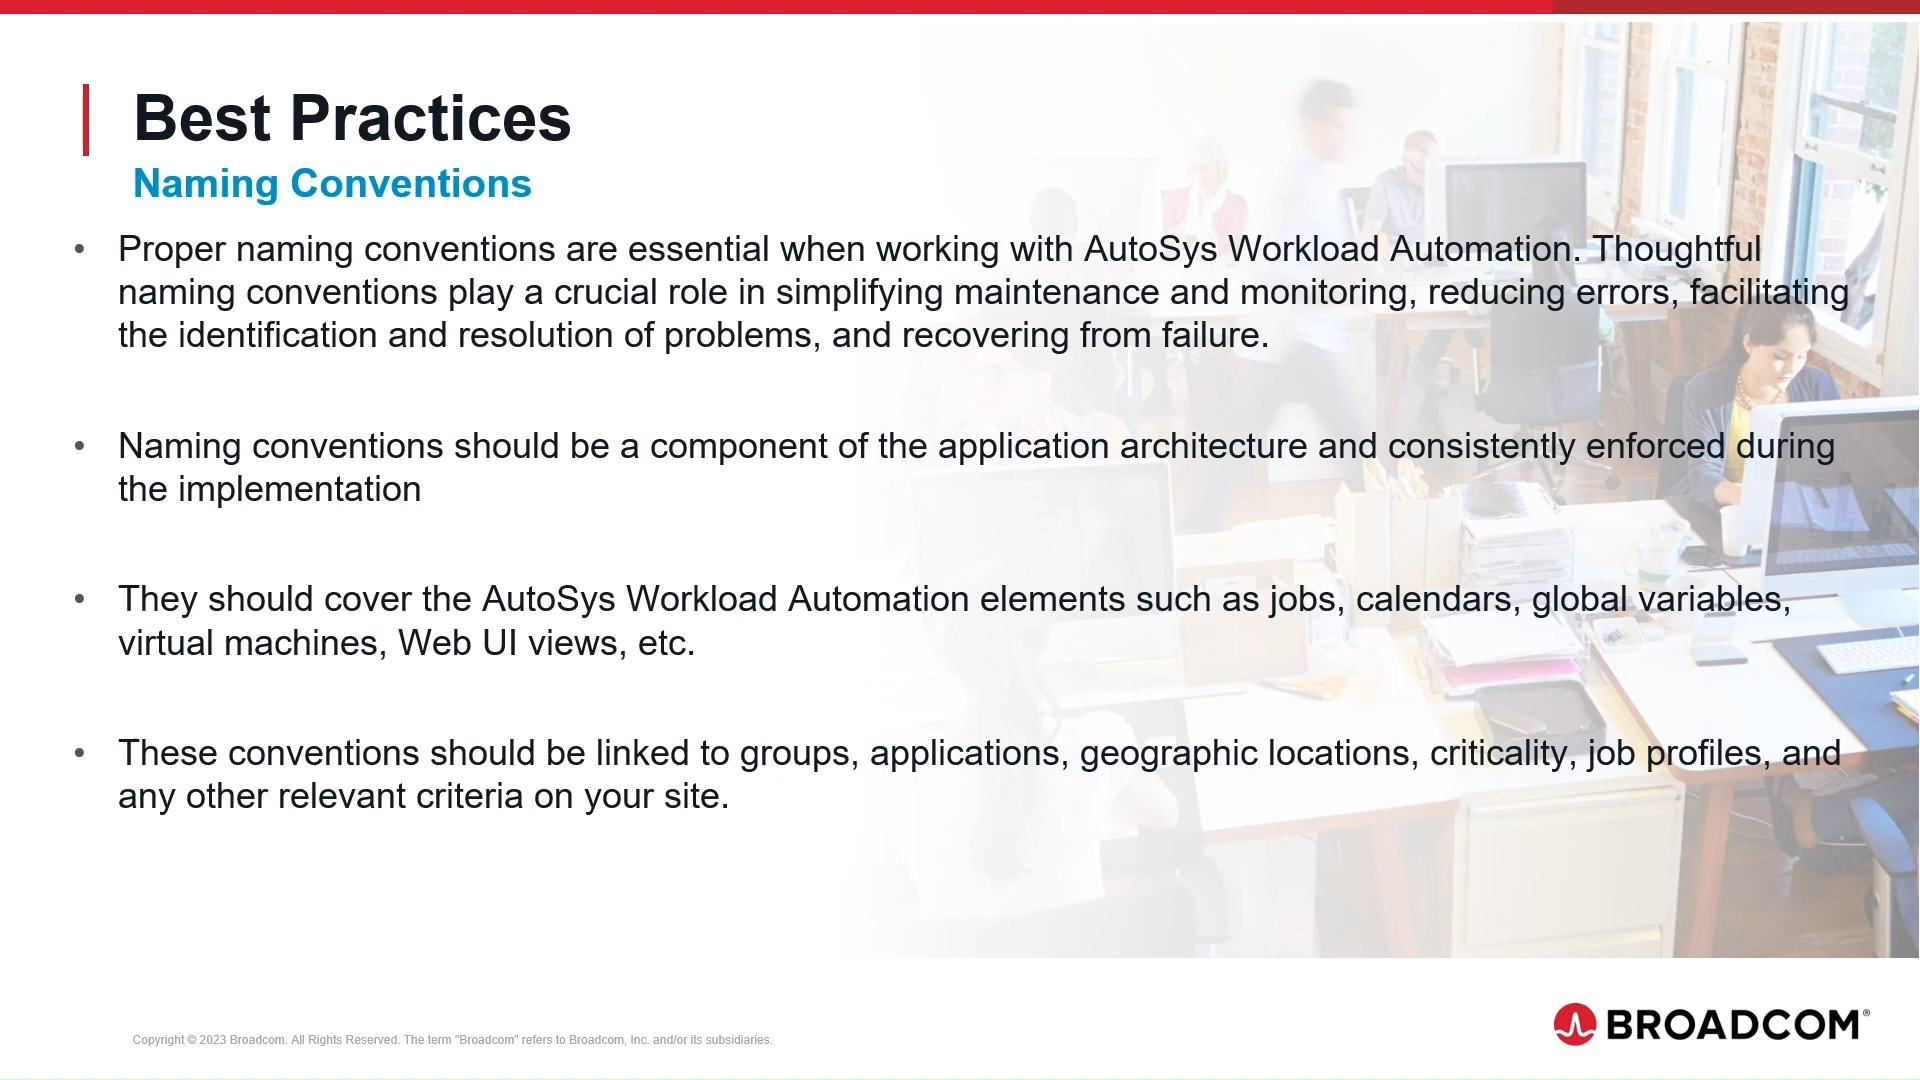 Best Practices
Naming Conventions
• Proper naming conventions are essential when working with AutoSys Workload Automation. Thoughtful
naming conventions play a crucial role in simplifying maintenance and monitoring, reducing errors, facilitating
the identification and resolution of problems, and recovering from failure.
• Naming conventions should be a component of the application architecture and consistently enforced during
the implementation
• They should cover the AutoSys Workload Automation elements such as jobs, calendars, global variables,
virtual machines, Web UI views, etc.
• These conventions should be linked to groups, applications, geographic locations, criticality, job profiles, and
any other relevant criteria on your site.
Copyright © 2023 Broadcom. All Rights Reserved. The term "Broadcom" refers to Broadcom, Inc. and/or its subsidiaries.
BROADCOM®